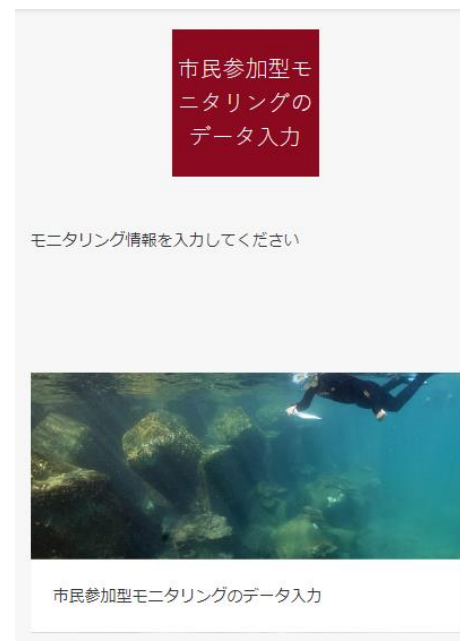 市民参加型モ
ニタリングの
データ入力
モニタリング情報を入力してください
市民参加型モニタリングのデータ入力